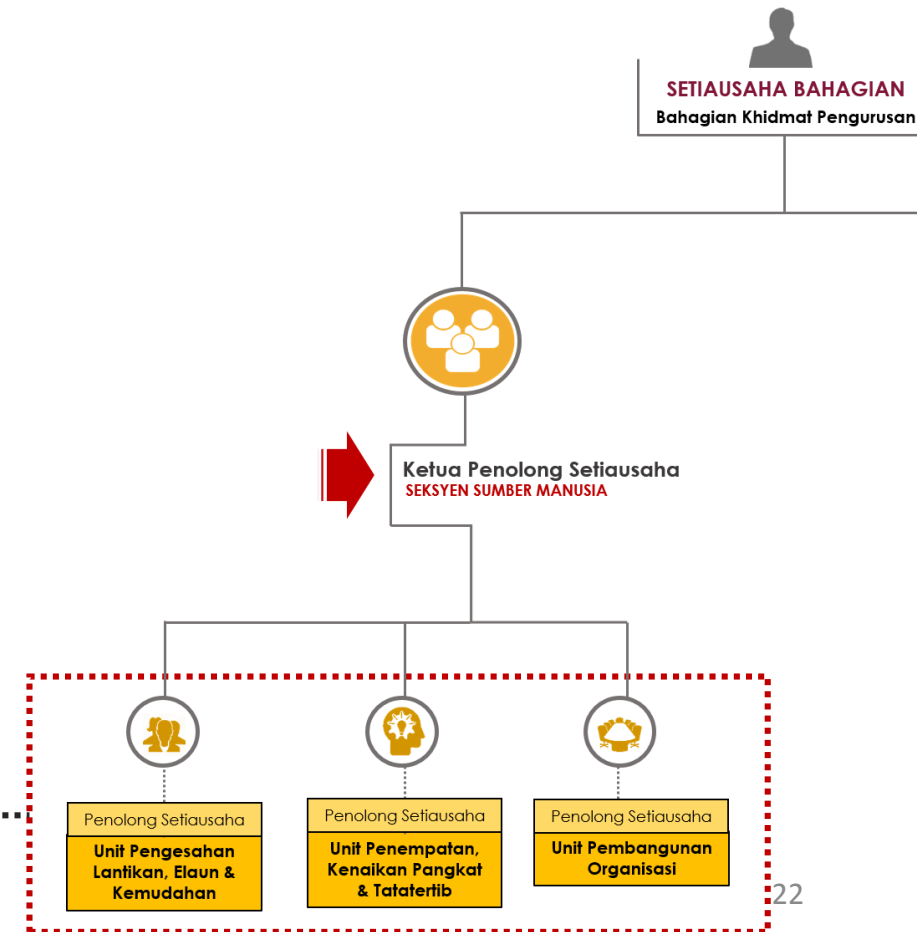 SETIAUSAHA BAHAGIAN
Bahagian Khidmat Pengurusan
Ketua Penolong Setiausaha
SEKSYEN SUMBER MANUSIA
Penolong Setiausaha
Unit Pengesahan
Lantikan, Elaun &
Kemudahan
Penolong Setiausaha
Unit Penempatan,
Kenaikan Pangkat
& Tatatertib
Penolong Setiausaha
Unit Pembangunan
Organisasi
22